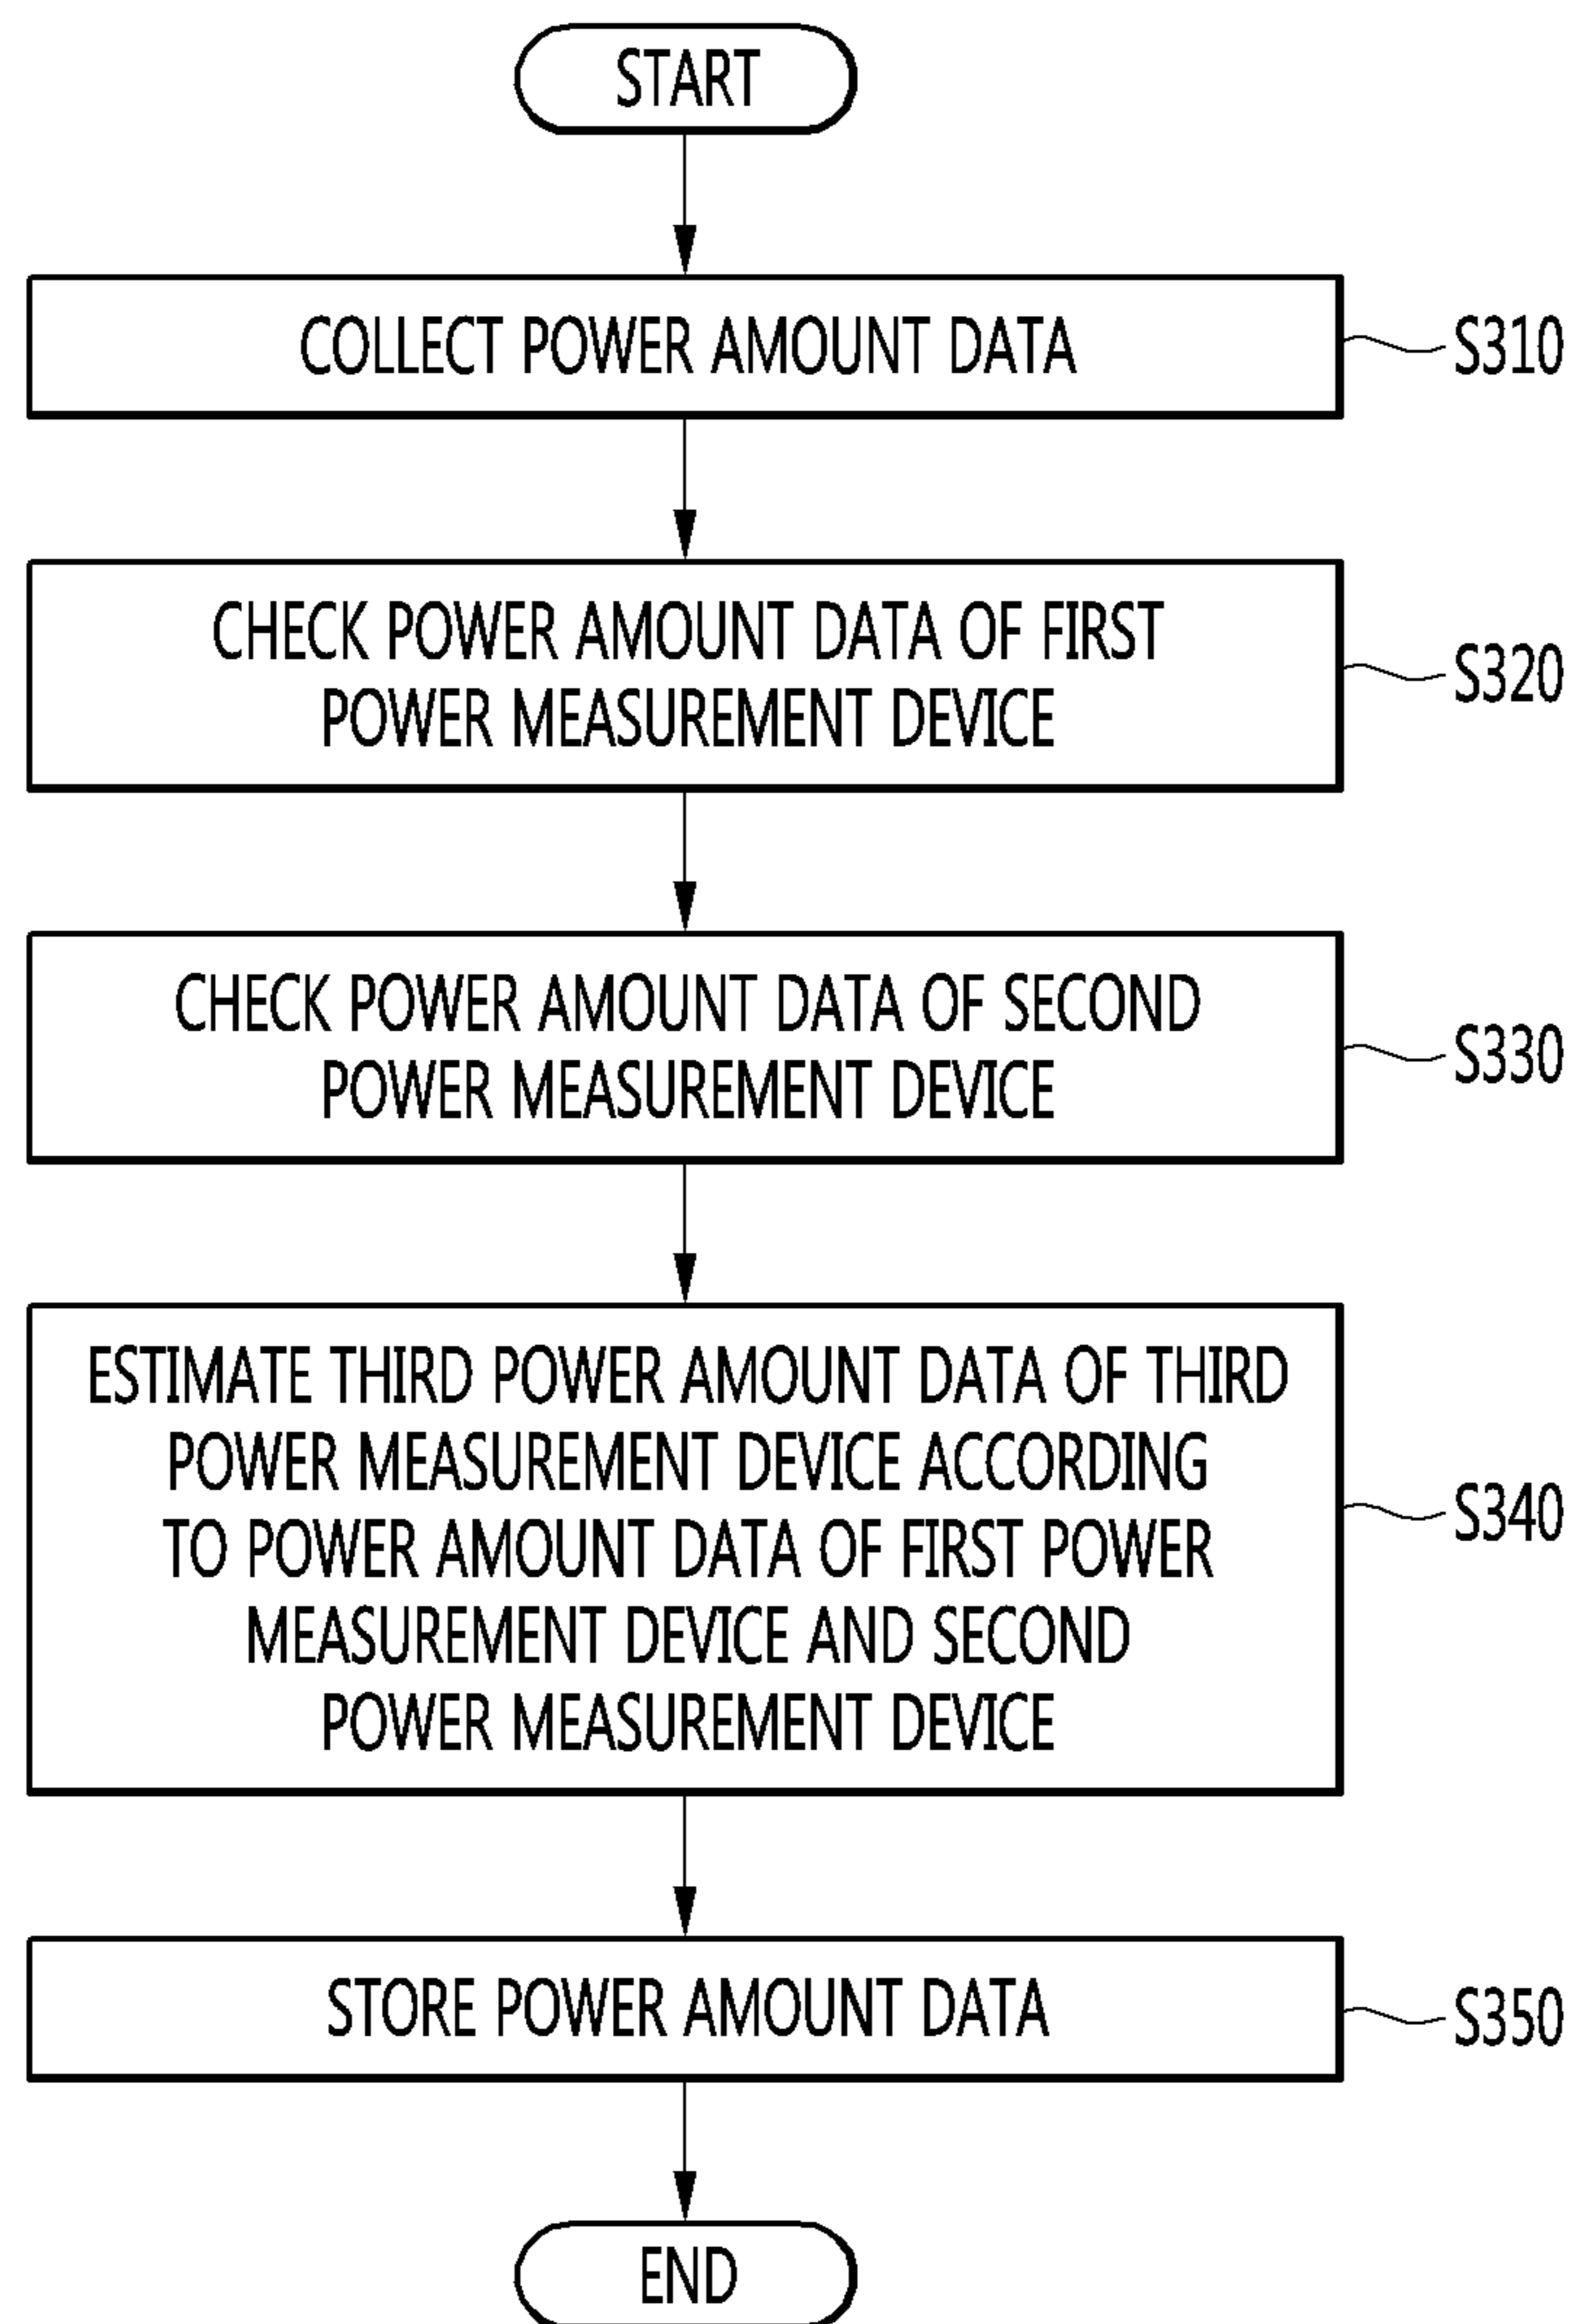 START
COLLECT POWER AMOUNT DATA
S310
CHECK POWER AMOUNT DATA OF FIRST
POWER MEASUREMENT DEVICE
S320
CHECK POWER AMOUNT DATA OF SECOND
POWER MEASUREMENT DEVICE
S330
ESTIMATE THIRD POWER AMOUNT DATA OF THIRD
POWER MEASUREMENT DEVICE ACCORDING
TO POWER AMOUNT DATA OF FIRST POWER
MEASUREMENT DEVICE AND SECOND
POWER MEASUREMENT DEVICE
S340
STORE POWER AMOUNT DATA
S350
END